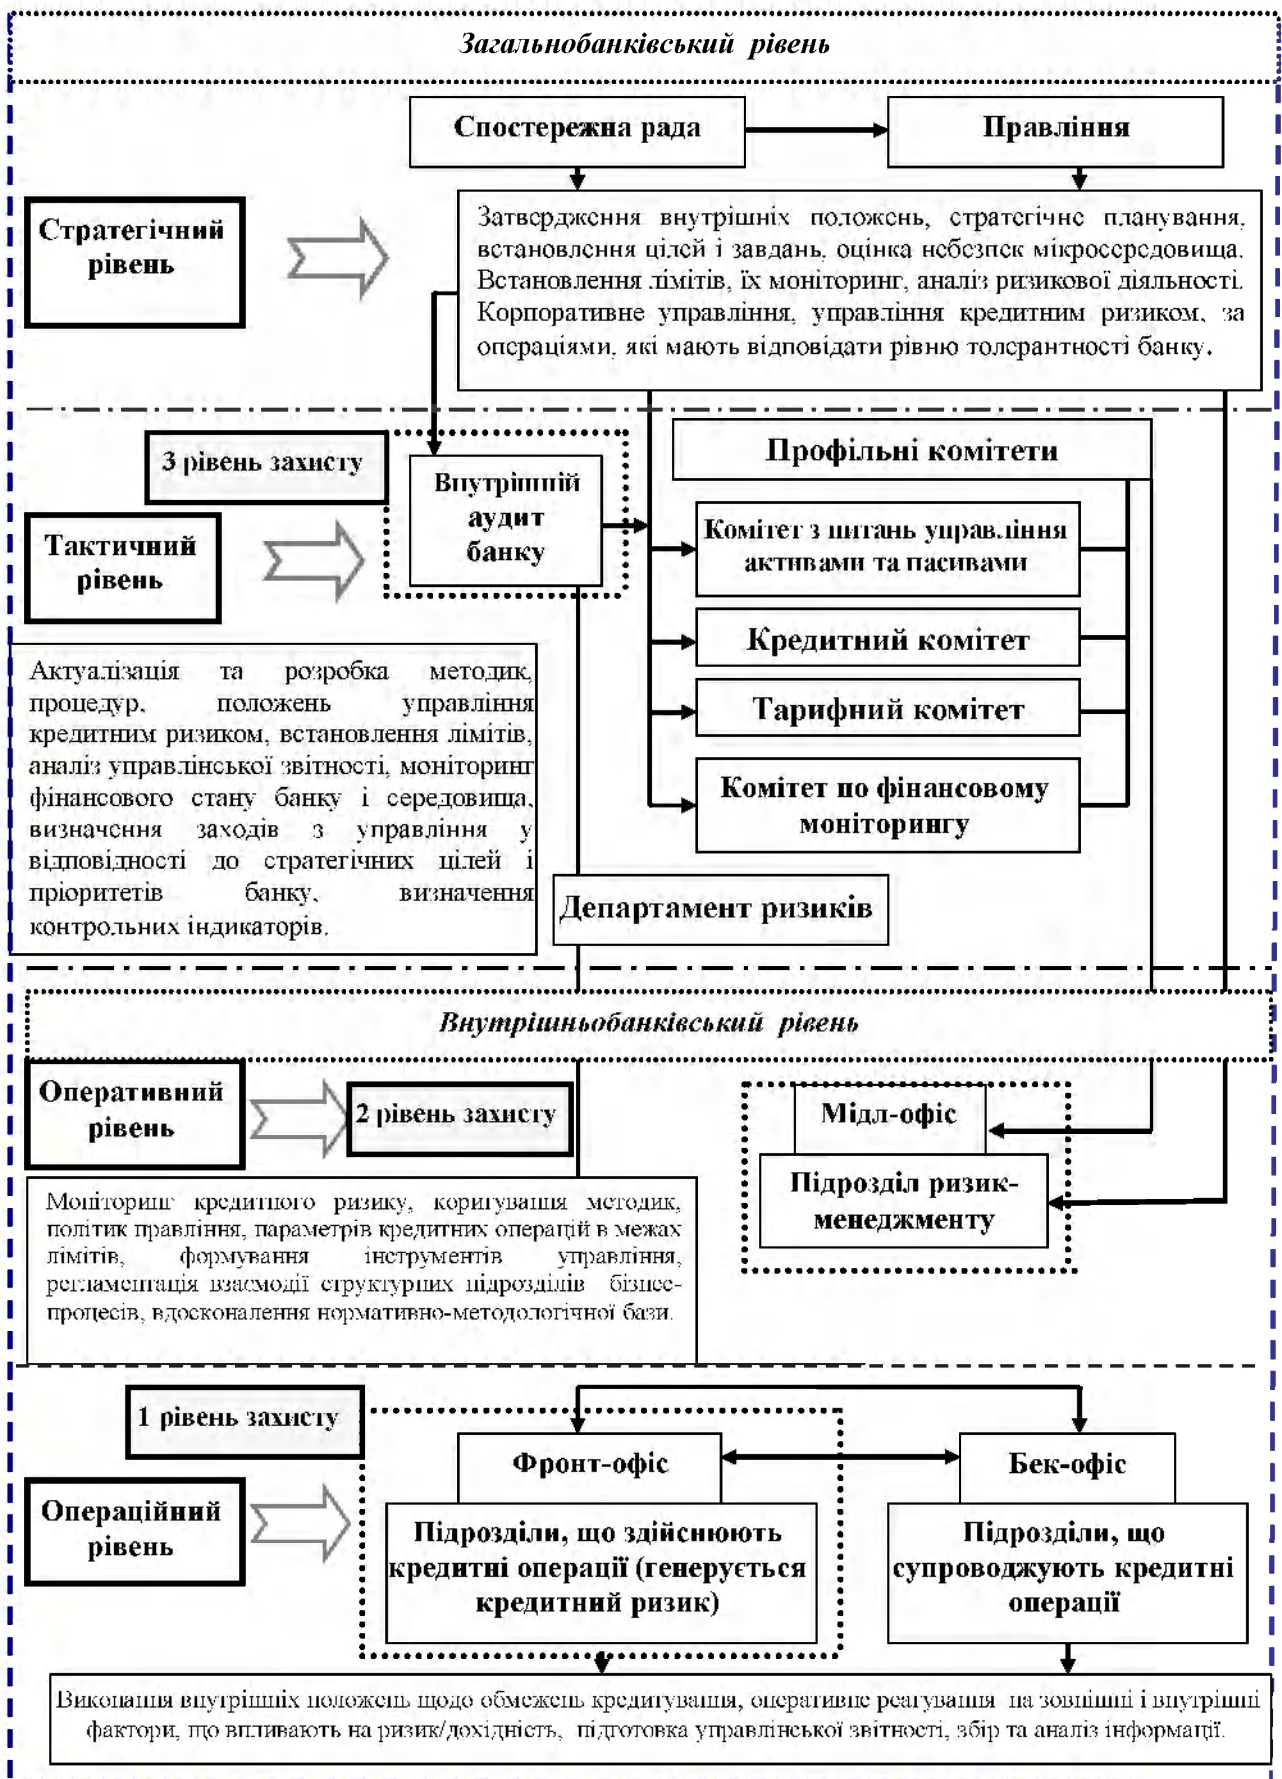 Загальнобанківський рівень
Спостережна рада
Правління
Стратегічний
рівень
Затвердження внутрішніх положень, стратегічне планування,
встановлення цілей і завдань, оцінка небезпек мікросередовища.
Встановлення лімітів, їх моніторинг, аналіз ризикової діяльності.
Корпоративне управління, управління кредитним ризиком, за
операціями, які мають відповідати рівню толерантності банку.
3 рівень захисту
Тактичний
рівень
Внутрішній
аудит
банку
Профільні комітети
Комітет з питань управління
активами та пасивами
Кредитний комітет
Тарифний комітет
Комітет по фінансовому
моніторингу
Актуалізація та розробка методик,
процедур, положень управління
кредитним ризиком, встановлення лімітів,
аналіз управлінської звітності, моніторинг
фінансового стану банку і середовища,
визначення заходів з управління у
відповідності до стратегічних цілей і
пріоритетів банку, визначення
контрольних індикаторів.
Департамент ризиків
Внутрішньобанківський рівень
Оперативний
рівень
2 рівень захисту
Мідл-офіс
Підрозділ ризик-
менеджменту
Моніторинг кредитного ризику, коригування методик,
політик правління, параметрів кредитних операцій в межах
лімітів, формування інструментів управління,
регламентація взаємодії структурних підрозділів бізнес-
процесів, вдосконалення нормативно-методологічної бази.
1 рівень захисту
Операційний
рівень
Фронт-офіс
Бек-офіс
Підрозділи, що здійснюють
кредитні операції (генерується
кредитний ризик)
Підрозділи, що
супроводжують кредитні
операції
Виконання внутрішніх положень щодо обмежень кредитування, оперативне реагування на зовнішні і внутрішні
фактори, що впливають на ризик/дохідність, підготовка управлінської звітності, збір та аналіз інформації.